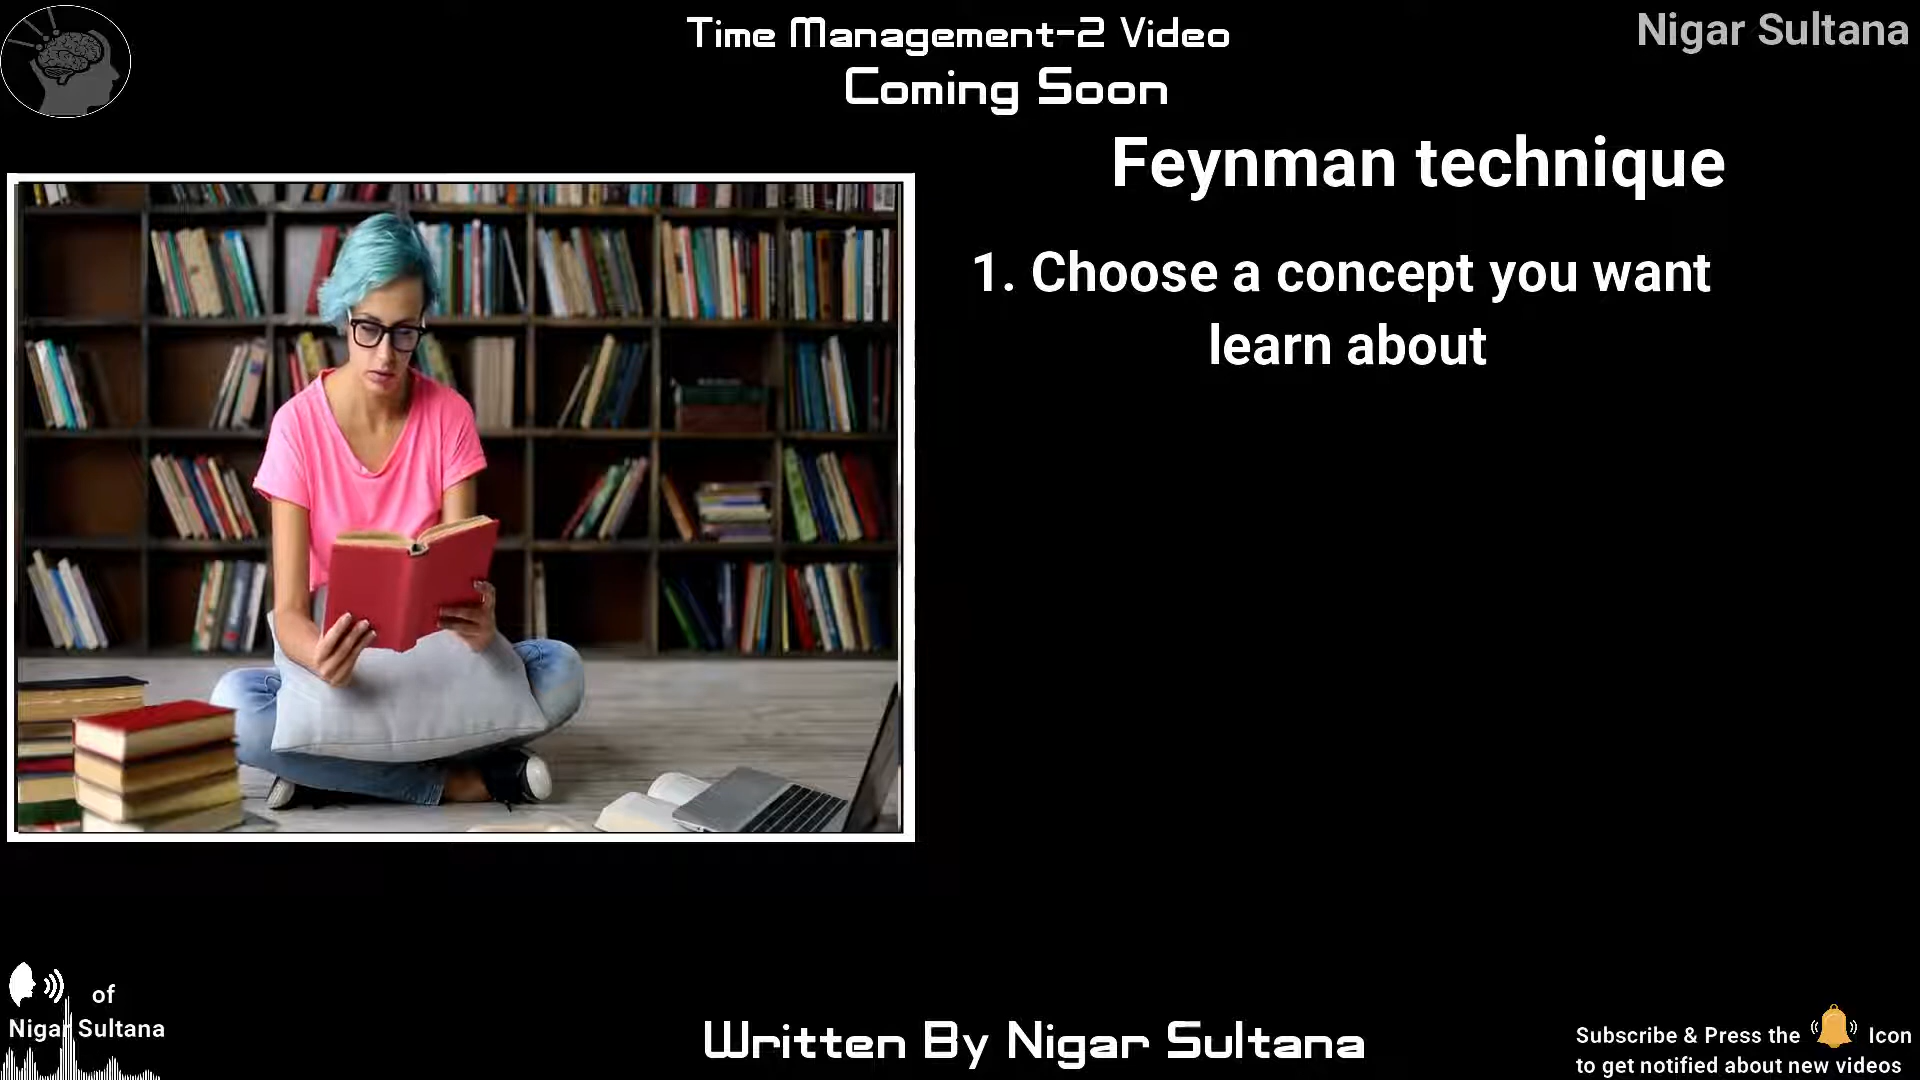 Time Management-2 Video
Coming Soon
Nigar Sultana
Feynman technique
1. Choose a concept you want
learn about
of
Nigar Sultana
Written By Nigar Sultana
Subscribe & Press the Icon
to get notified about new videos